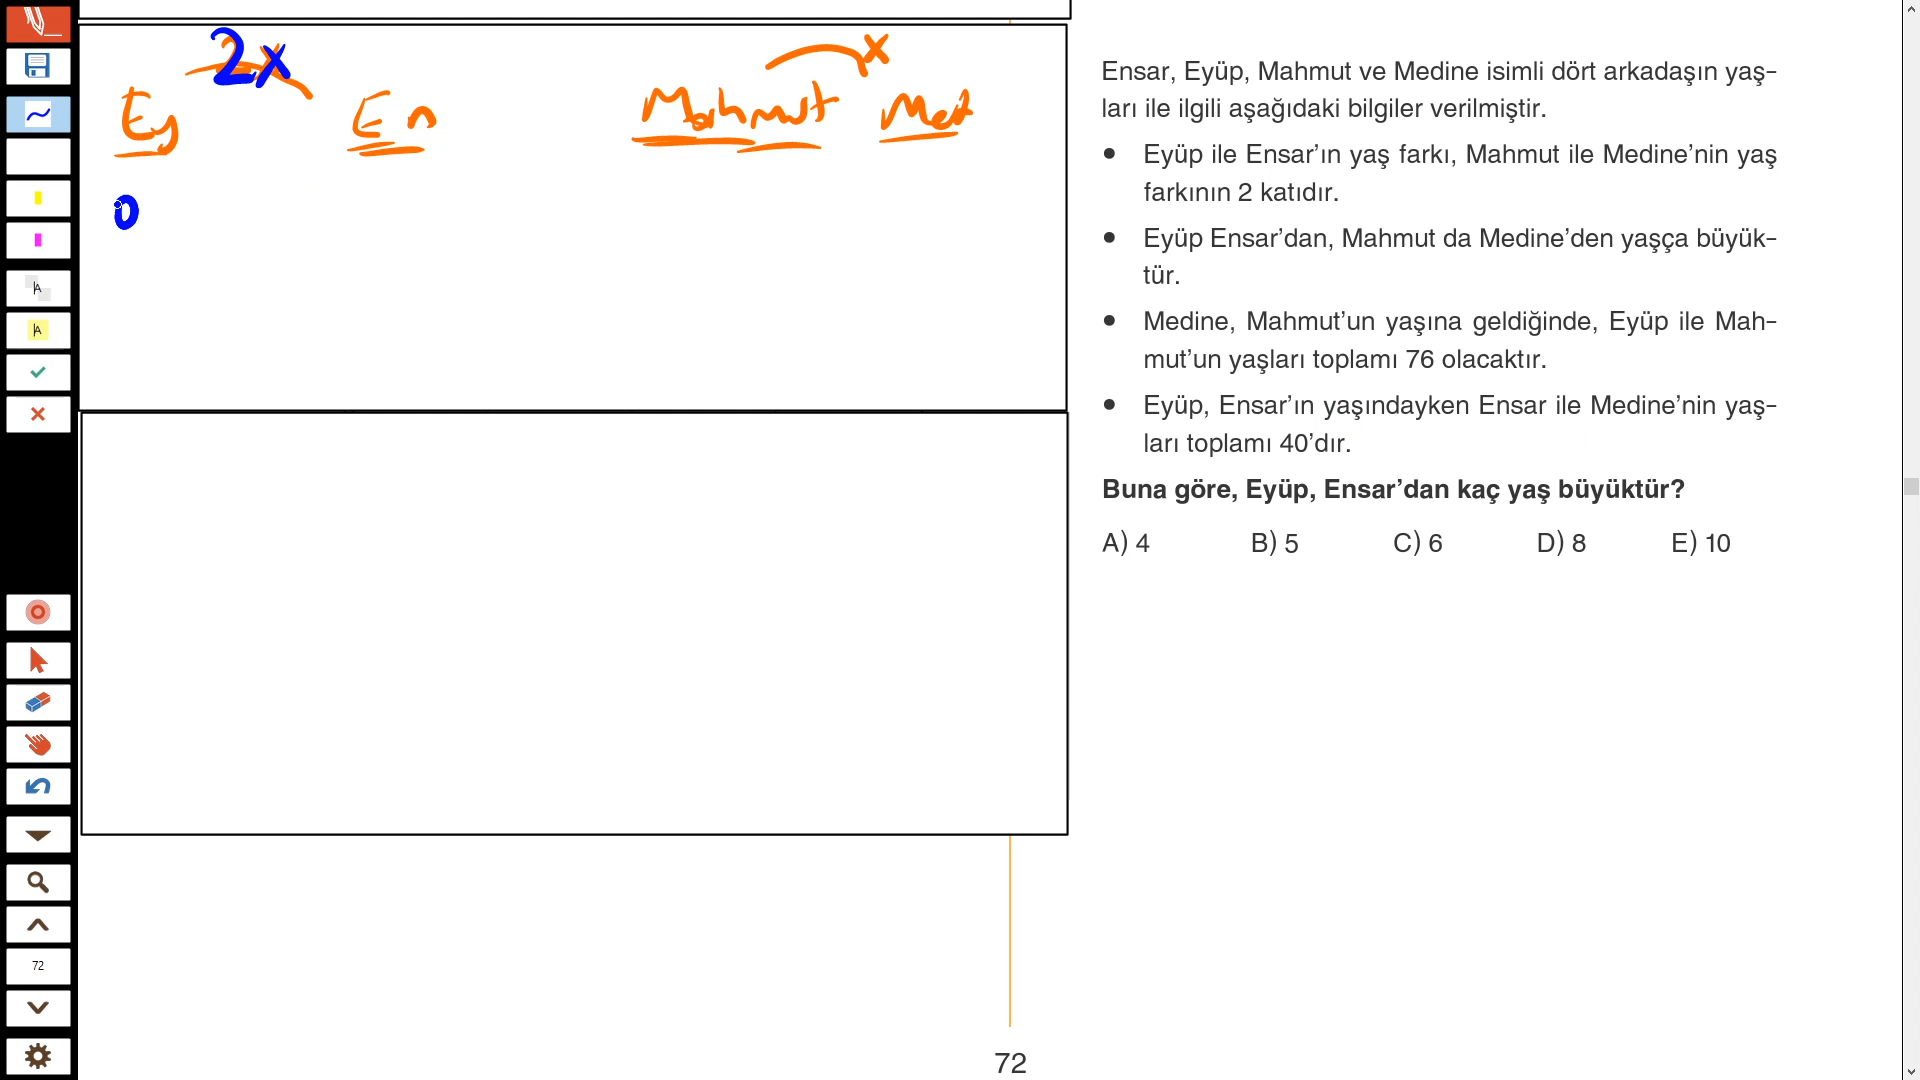 2x
x
Ey En Mahmut Med
0
Ensar, Eyüp, Mahmut ve Medine isimli dört arkadaşın yaş-
ları ile ilgili aşağıdaki bilgiler verilmiştir.
● Eyüp ile Ensar’ın yaş farkı, Mahmut ile Medine’nin yaş
farkının 2 katıdır.
● Eyüp Ensar’dan, Mahmut da Medine’den yaşça büyük-
tür.
● Medine, Mahmut’un yaşına geldiğinde, Eyüp ile Mah-
mut’un yaşları toplamı 76 olacaktır.
● Eyüp, Ensar’ın yaşındayken Ensar ile Medine’nin yaş-
ları toplamı 40’dır.
Buna göre, Eyüp, Ensar’dan kaç yaş büyüktür?
A) 4 B) 5 C) 6 D) 8 E) 10
A
A
72
72